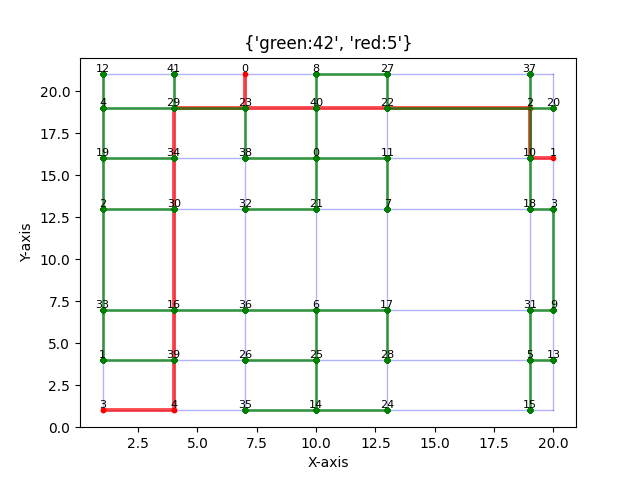 {'green:42', 'red:5'}
12 41 0 8 27 37
20.0
4 29 23 40 22 2 20
17.5
19 34 38 0 11 10 1
15.0
2 30 32 21 7 18 3
12.5
10.0
Y-axis
7.5
33 16 36 6 17 31 9
5.0
1 39 26 25 28 5 13
2.5
3 4 35 14 24 15
0.0
2.5 5.0 7.5 10.0 12.5 15.0 17.5 20.0
X-axis